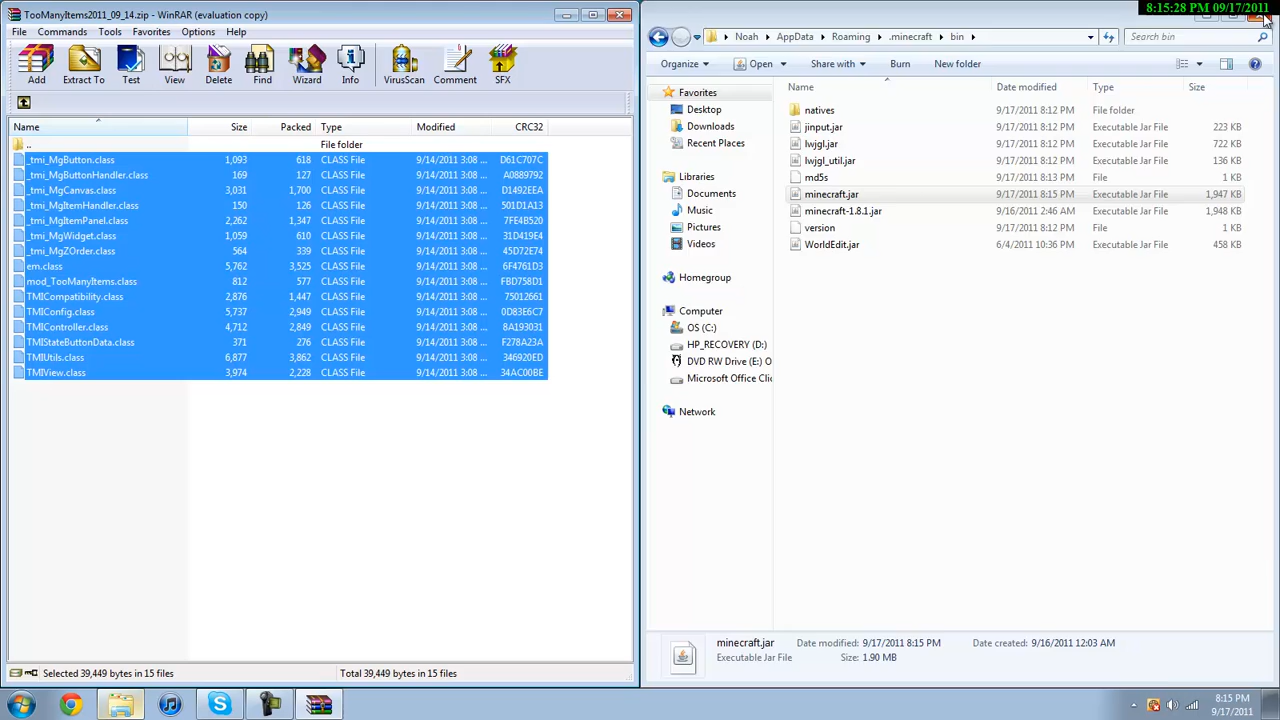 TooManyItems2011_09_14.zip - WinRAR (evaluation copy)
File Commands Tools Favorites Options Help
Add Extract To Test View Delete Find Wizard Info VirusScan Comment SFX
Name Size Packed Type Modified CRC32
.. File folder
_tmi_MgButton.class 1,093 618 CLASS File 9/14/2011 3:08 ... D61C707C
_tmi_MgButtonHandler.class 169 127 CLASS File 9/14/2011 3:08 ... A0889792
_tmi_MgCanvas.class 3,031 1,700 CLASS File 9/14/2011 3:08 ... D1492EEA
_tmi_MgItemHandler.class 150 126 CLASS File 9/14/2011 3:08 ... 501D1A13
_tmi_MgItemPanel.class 2,262 1,347 CLASS File 9/14/2011 3:08 ... 7FE4B520
_tmi_MgWidget.class 1,059 610 CLASS File 9/14/2011 3:08 ... 31D419E4
_tmi_MgZOrder.class 564 339 CLASS File 9/14/2011 3:08 ... 45D72E74
em.class 5,762 3,525 CLASS File 9/14/2011 3:08 ... 6F4761D3
mod_TooManyItems.class 812 577 CLASS File 9/14/2011 3:08 ... FBD758D1
TMICompatibility.class 2,876 1,447 CLASS File 9/14/2011 3:08 ... 75012661
TMIConfig.class 5,737 2,949 CLASS File 9/14/2011 3:08 ... 0D83E6C7
TMIController.class 4,712 2,849 CLASS File 9/14/2011 3:08 ... 8A193031
TMIStateButtonData.class 371 276 CLASS File 9/14/2011 3:08 ... F278A23A
TMIUtils.class 6,877 3,862 CLASS File 9/14/2011 3:08 ... 346920ED
TMIView.class 3,974 2,228 CLASS File 9/14/2011 3:08 ... 34AC00BE
Selected 39,449 bytes in 15 files Total 39,449 bytes in 15 files
8:15:28 PM 09/17/2011
Noah AppData Roaming .minecraft bin Search bin
Organize Open Share with Burn New folder
Favorites
Desktop
Downloads
Recent Places
Libraries
Documents
Music
Pictures
Videos
Homegroup
Computer
OS (C:)
HP_RECOVERY (D:)
DVD RW Drive (E:) O
Microsoft Office Clic
Network
Name Date modified Type Size
natives 9/17/2011 8:12 PM File folder
jinput.jar 9/17/2011 8:12 PM Executable Jar File 223 KB
lwjgl.jar 9/17/2011 8:12 PM Executable Jar File 722 KB
lwjgl_util.jar 9/17/2011 8:12 PM Executable Jar File 136 KB
md5s 9/17/2011 8:13 PM File 1 KB
minecraft.jar 9/17/2011 8:15 PM Executable Jar File 1,947 KB
minecraft-1.8.1.jar 9/16/2011 2:46 AM Executable Jar File 1,948 KB
version 9/17/2011 8:12 PM File 1 KB
WorldEdit.jar 6/4/2011 10:36 PM Executable Jar File 458 KB
minecraft.jar Date modified: 9/17/2011 8:15 PM Date created: 9/16/2011 12:03 AM
Executable Jar File Size: 1.90 MB
8:15 PM
9/17/2011